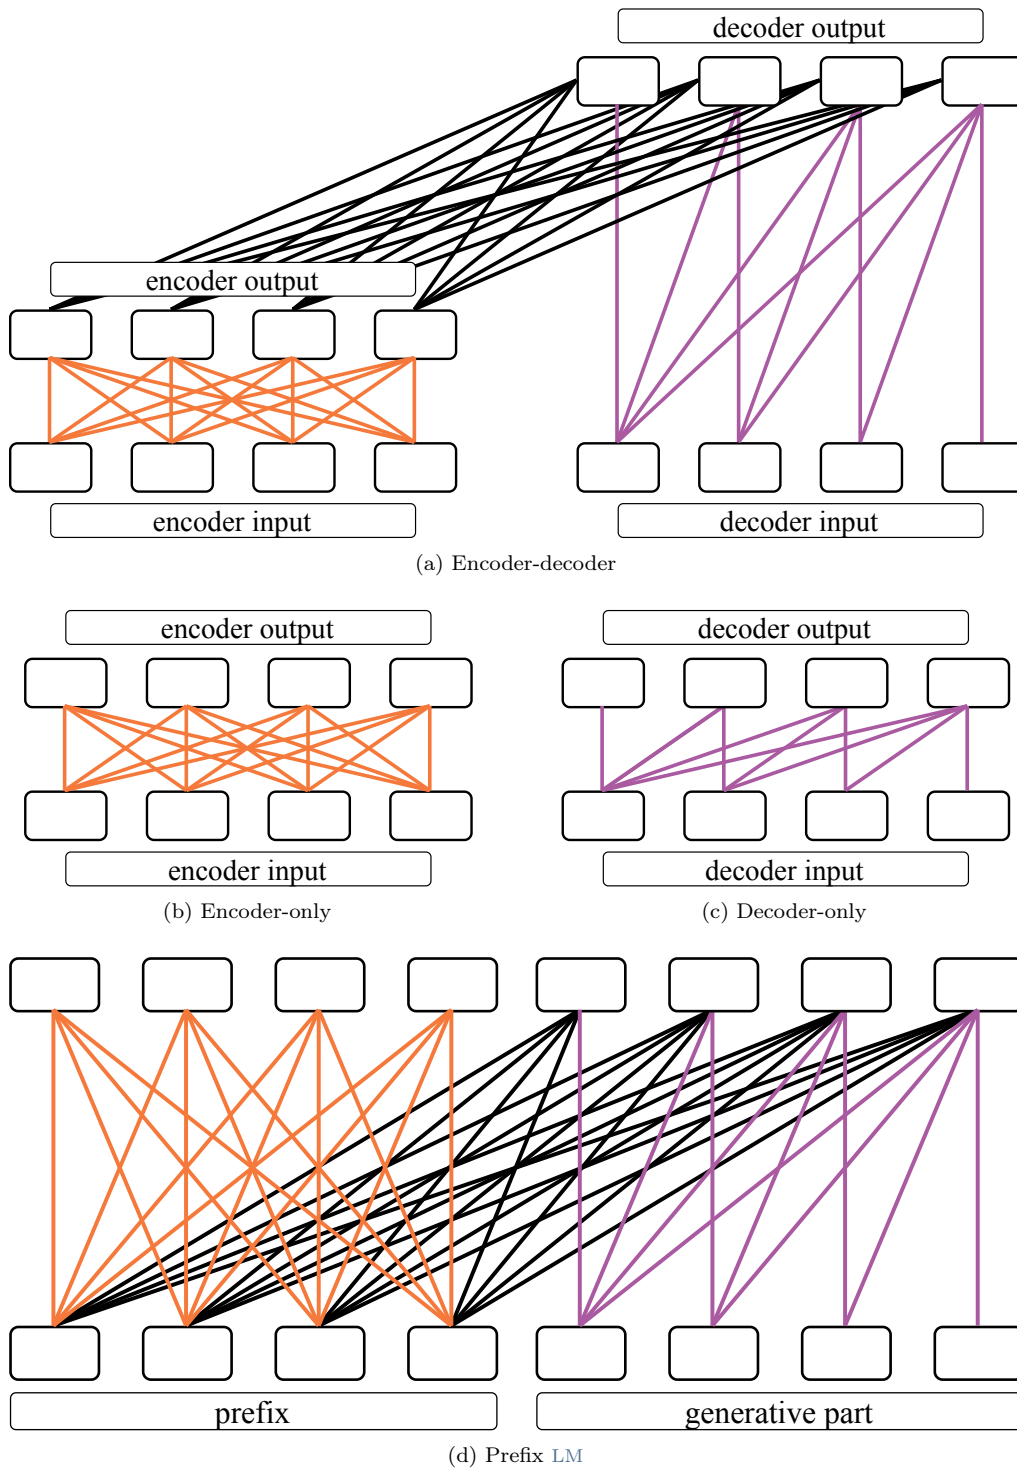 decoder output
encoder output
encoder input
decoder input
(a) Encoder-decoder
encoder output
decoder output
encoder input
decoder input
(b) Encoder-only
(c) Decoder-only
prefix
generative part
(d) Prefix LM